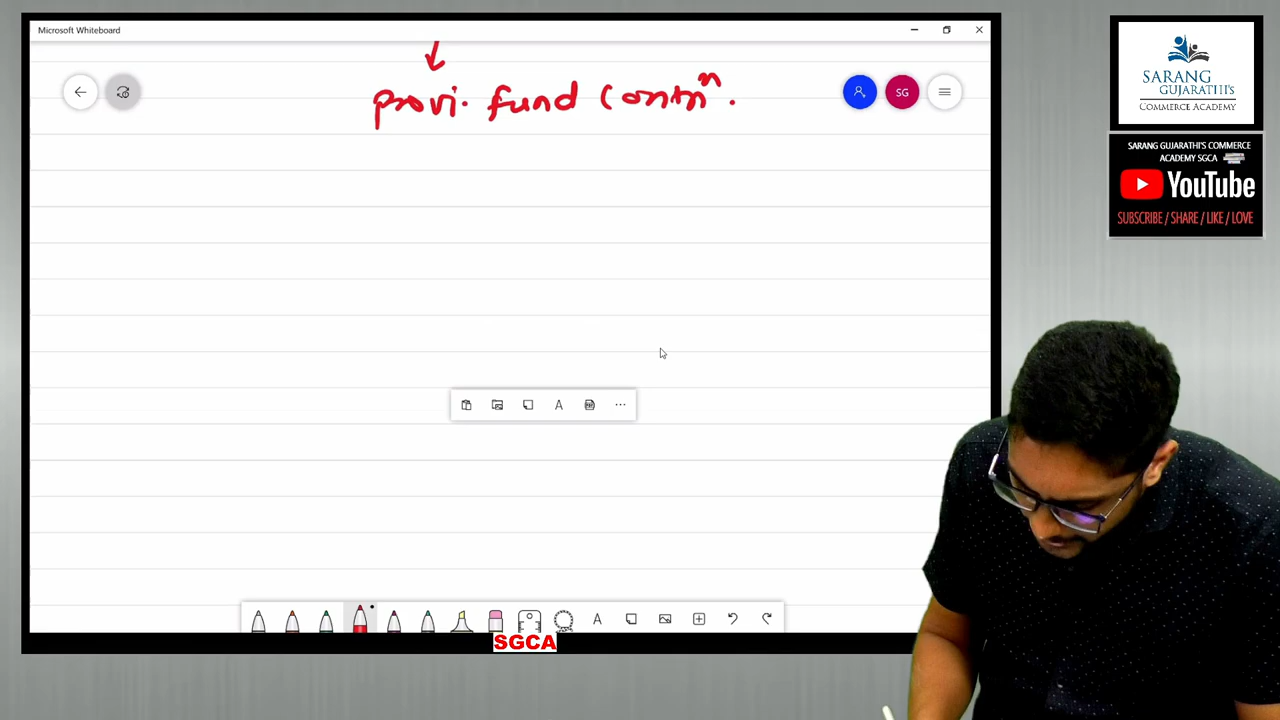 Microsoft Whiteboard
provi. fund contrⁿ.
SG
SARANG
GUJARATHI'S
COMMERCE ACADEMY
SARANG GUJARATHI'S COMMERCE
ACADEMY SGCA
YouTube
SUBSCRIBE / SHARE / LIKE / LOVE
A
A
SGCA